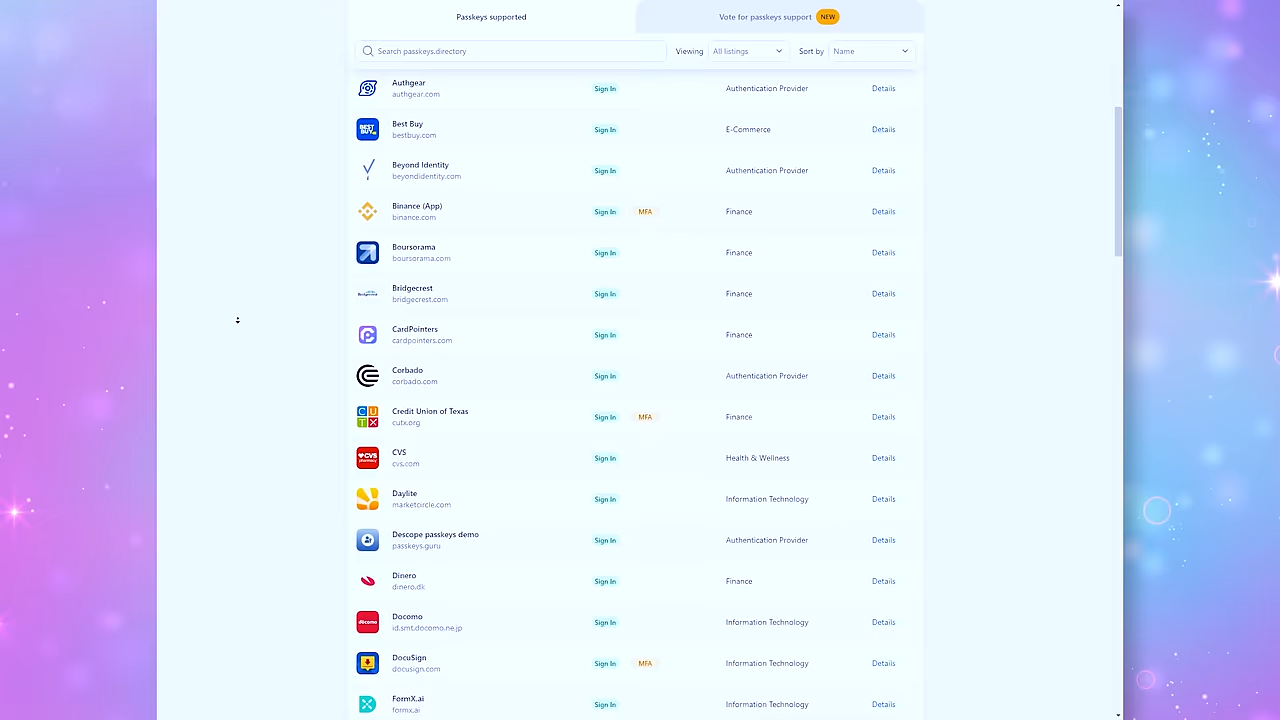 Passkeys supported
Vote for passkeys support NEW
Search passkeys.directory Viewing All listings Sort by Name
Authgear
authgear.com
Sign In Authentication Provider Details
BEST BUY
Best Buy
bestbuy.com
Sign In E-Commerce Details
Beyond Identity
beyondidentity.com
Sign In Authentication Provider Details
Binance (App)
binance.com
Sign In MFA Finance Details
Boursorama
boursorama.com
Sign In Finance Details
Bridgecrest
Bridgecrest
bridgecrest.com
Sign In Finance Details
CardPointers
cardpointers.com
Sign In Finance Details
Corbado
corbado.com
Sign In Authentication Provider Details
CUTX
Credit Union of Texas
cutx.org
Sign In MFA Finance Details
CVS pharmacy
CVS
cvs.com
Sign In Health & Wellness Details
Daylite
marketcircle.com
Sign In Information Technology Details
Descope passkeys demo
passkeys.guru
Sign In Authentication Provider Details
Dinero
dinero.dk
Sign In Finance Details
docomo
Docomo
id.smt.docomo.ne.jp
Sign In Information Technology Details
DocuSign
docusign.com
Sign In MFA Information Technology Details
FormX.ai
formx.ai
Sign In Information Technology Details